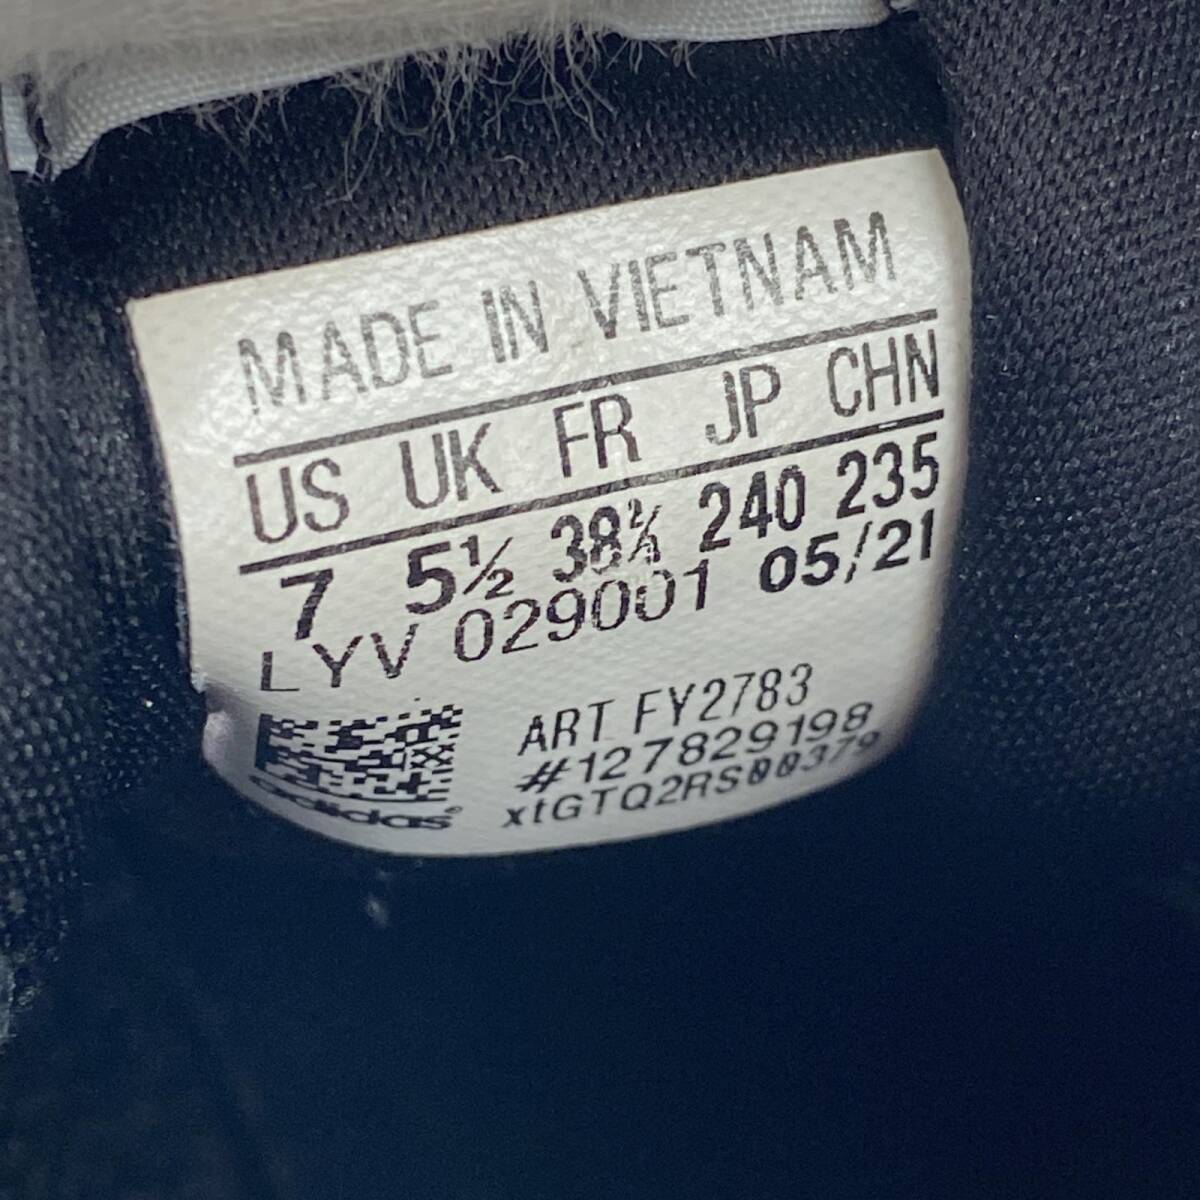 MADE IN VIETNAM
US UK FR JP CHN
7 5½ 38⅔ 240 235
LYV 029001 05/21
ART FY2783
#127829198
xtGTQ2RS00379
adidas®